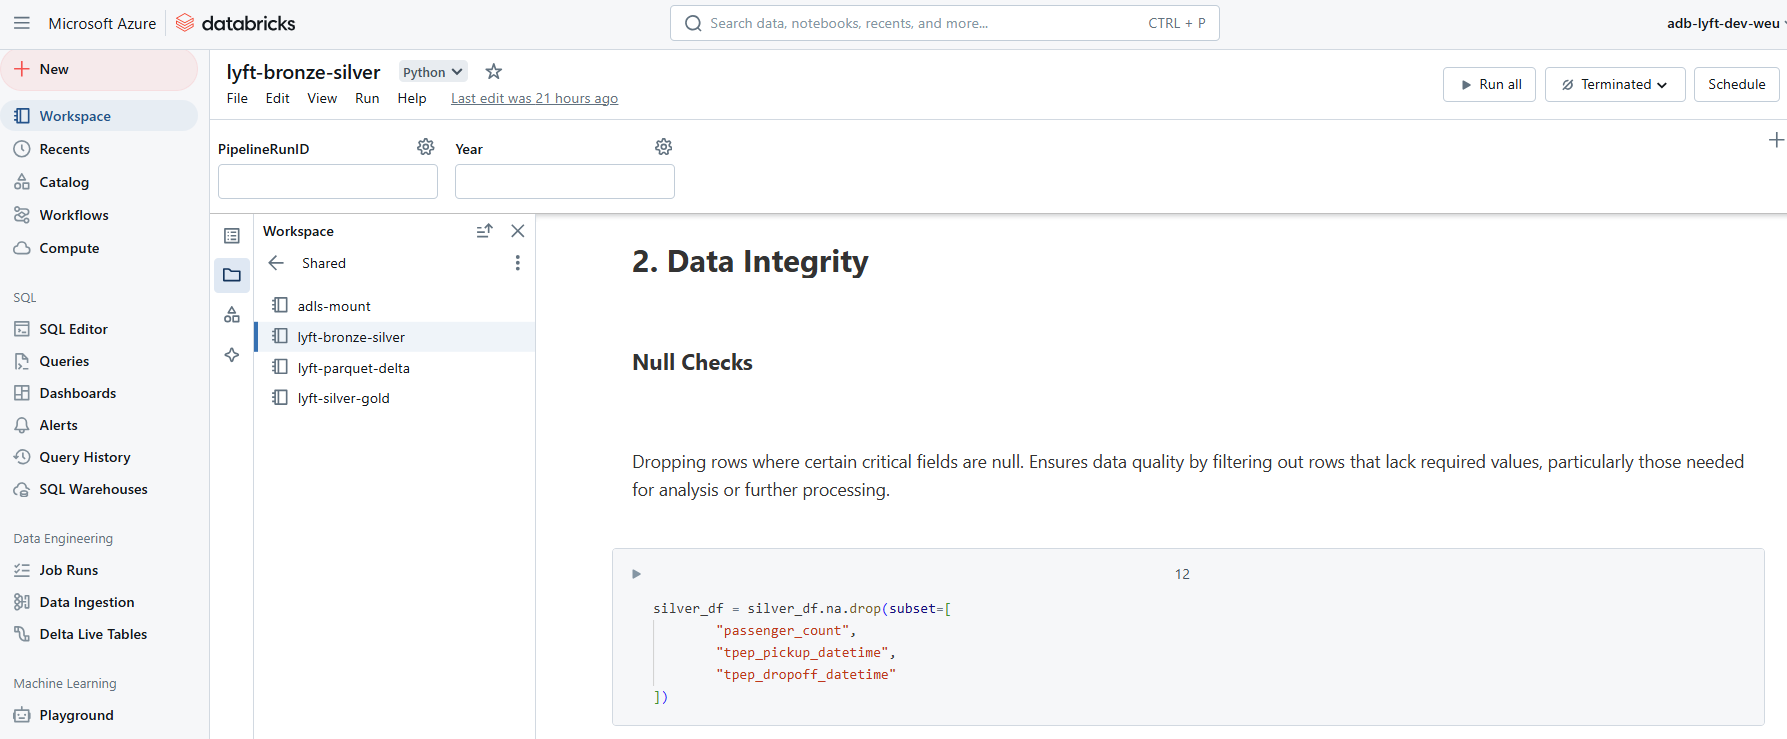 Microsoft Azure
databricks
Search data, notebooks, recents, and more...
CTRL + P
adb-lyft-dev-weu
New
Workspace
Recents
Catalog
Workflows
Compute
SQL
SQL Editor
Queries
Dashboards
Alerts
Query History
SQL Warehouses
Data Engineering
Job Runs
Data Ingestion
Delta Live Tables
Machine Learning
Playground
lyft-bronze-silver
Python
File Edit View Run Help Last edit was 21 hours ago
Run all
Terminated
Schedule
PipelineRunID
Year
Workspace
Shared
adls-mount
lyft-bronze-silver
lyft-parquet-delta
lyft-silver-gold
2. Data Integrity
Null Checks
Dropping rows where certain critical fields are null. Ensures data quality by filtering out rows that lack required values, particularly those needed
for analysis or further processing.
12
silver_df = silver_df.na.drop(subset=[
"passenger_count",
"tpep_pickup_datetime",
"tpep_dropoff_datetime"
])